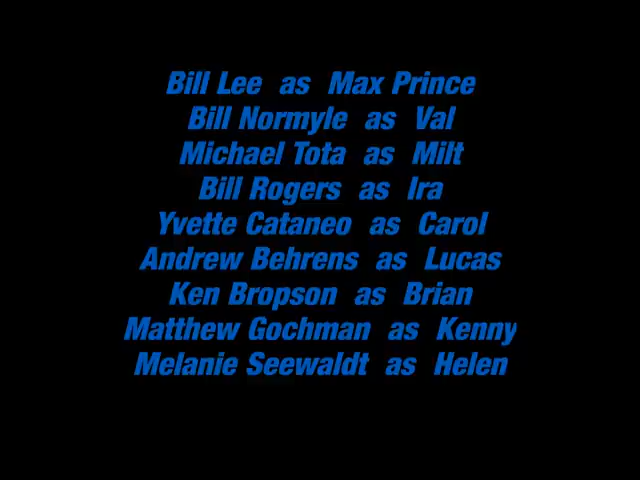 Bill Lee as Max Prince
Bill Normyle as Val
Michael Tota as Milt
Bill Rogers as Ira
Yvette Cataneo as Carol
Andrew Behrens as Lucas
Ken Bropson as Brian
Matthew Gochman as Kenny
Melanie Seewaldt as Helen